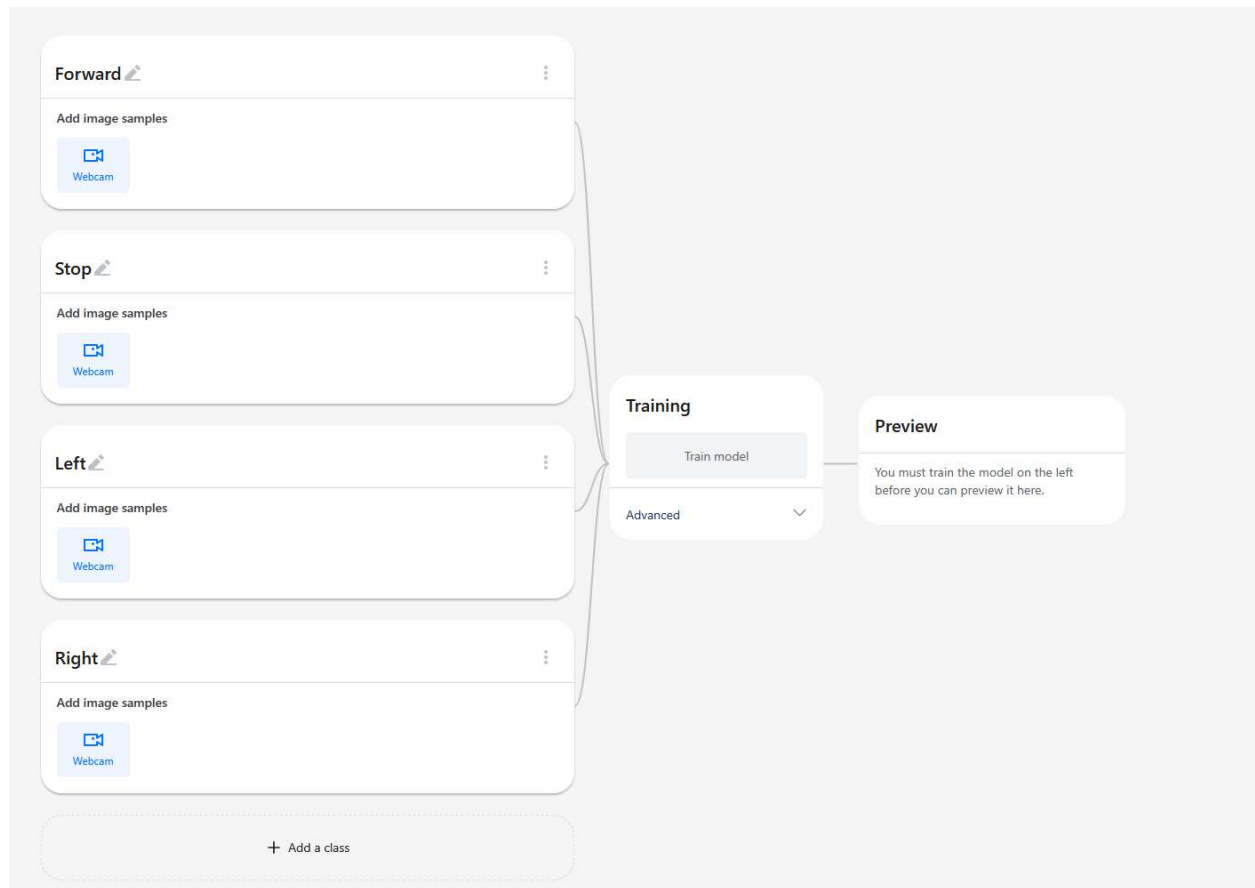 Forward
Add image samples
Webcam
Stop
Add image samples
Webcam
Left
Add image samples
Webcam
Right
Add image samples
Webcam
+ Add a class
Training
Train model
Advanced
Preview
You must train the model on the left
before you can preview it here.